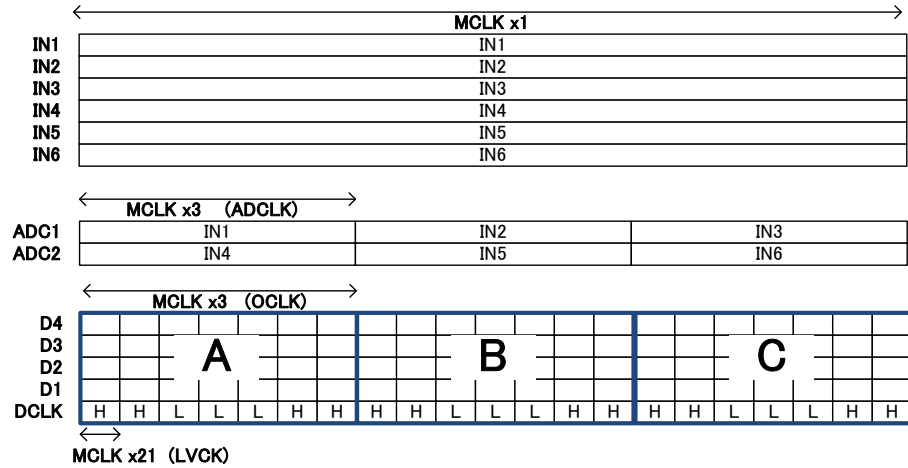 MCLK x1
IN1 IN1
IN2 IN2
IN3 IN3
IN4 IN4
IN5 IN5
IN6 IN6
MCLK x3 (ADCLK)
ADC1 IN1 IN2 IN3
ADC2 IN4 IN5 IN6
MCLK x3 (OCLK)
D4
D3
A B C
D2
D1
DCLK H H L L L H H H H L L L H H H H L L L H H
MCLK x21 (LVCK)